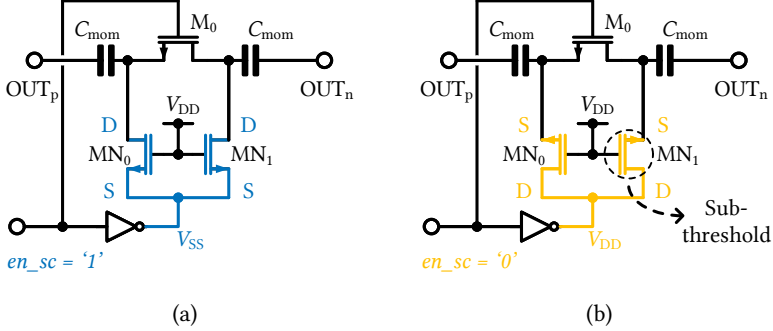 M0
Cmom
Cmom
OUTp
OUTn
VDD
D
D
MN0
MN1
S
S
VSS
en_sc = ‘1’
(a)
M0
Cmom
Cmom
OUTp
OUTn
VDD
S
S
MN0
MN1
D
D
Sub-
threshold
VDD
en_sc = ‘0’
(b)